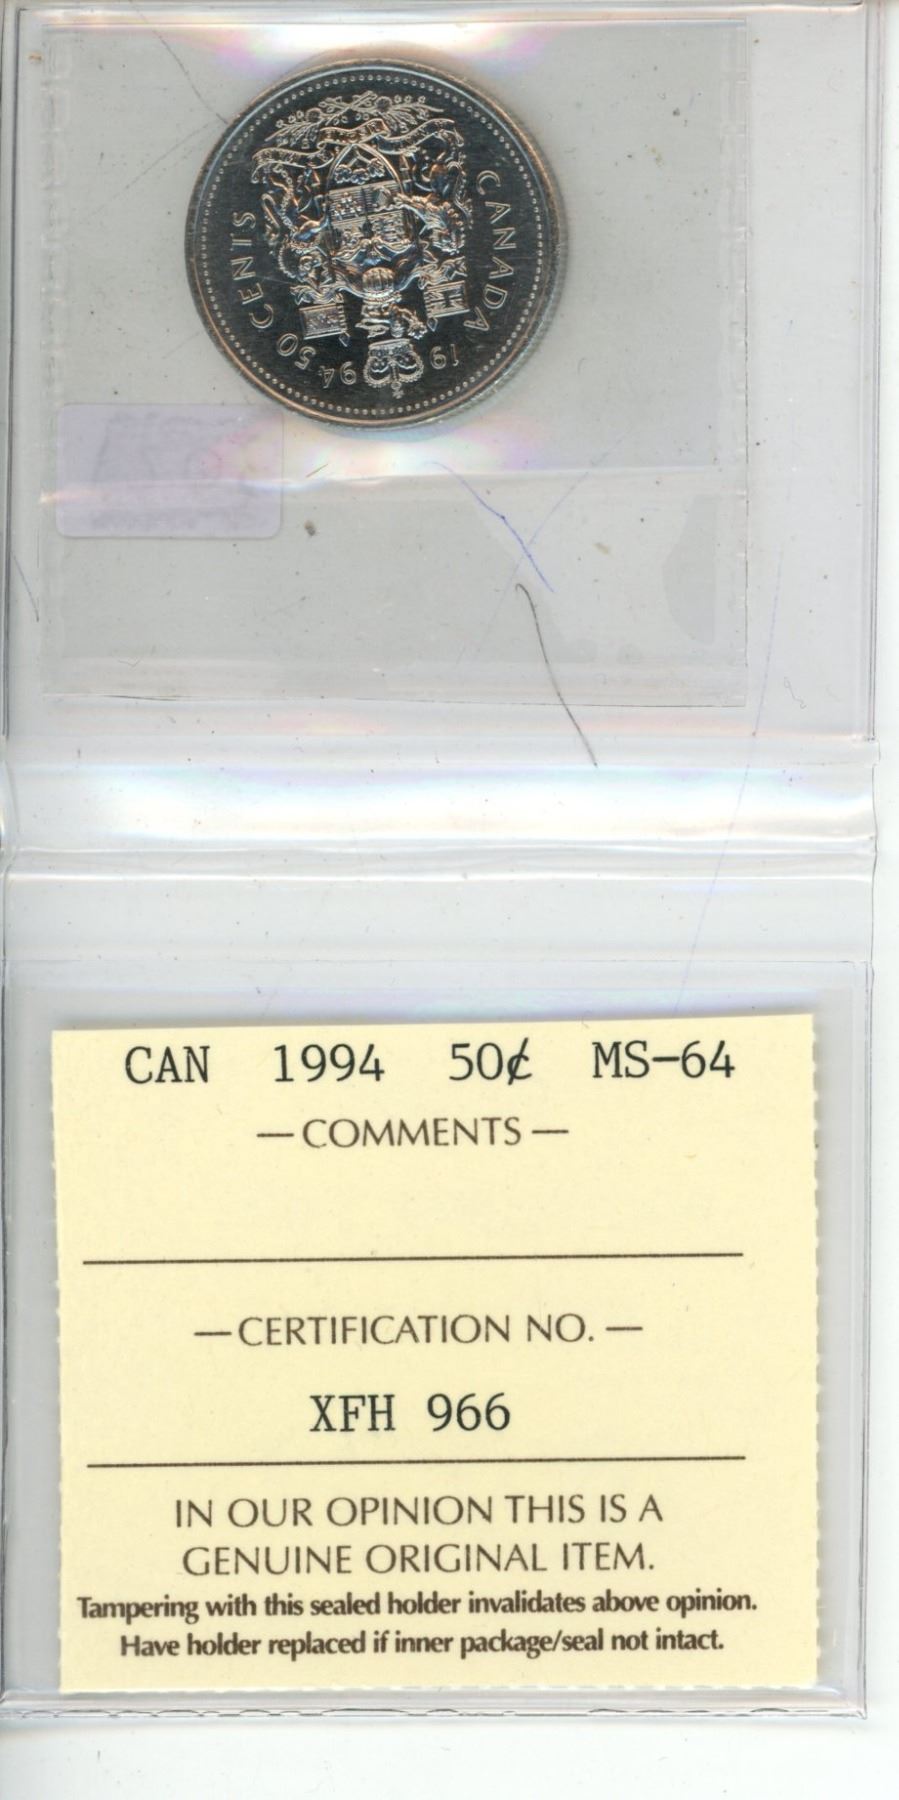 50 CENTS
CANADA
1994
CAN 1994 50¢ MS-64
—COMMENTS—
—CERTIFICATION NO.—
XFH 966
IN OUR OPINION THIS IS A
GENUINE ORIGINAL ITEM.
Tampering with this sealed holder invalidates above opinion.
Have holder replaced if inner package/seal not intact.